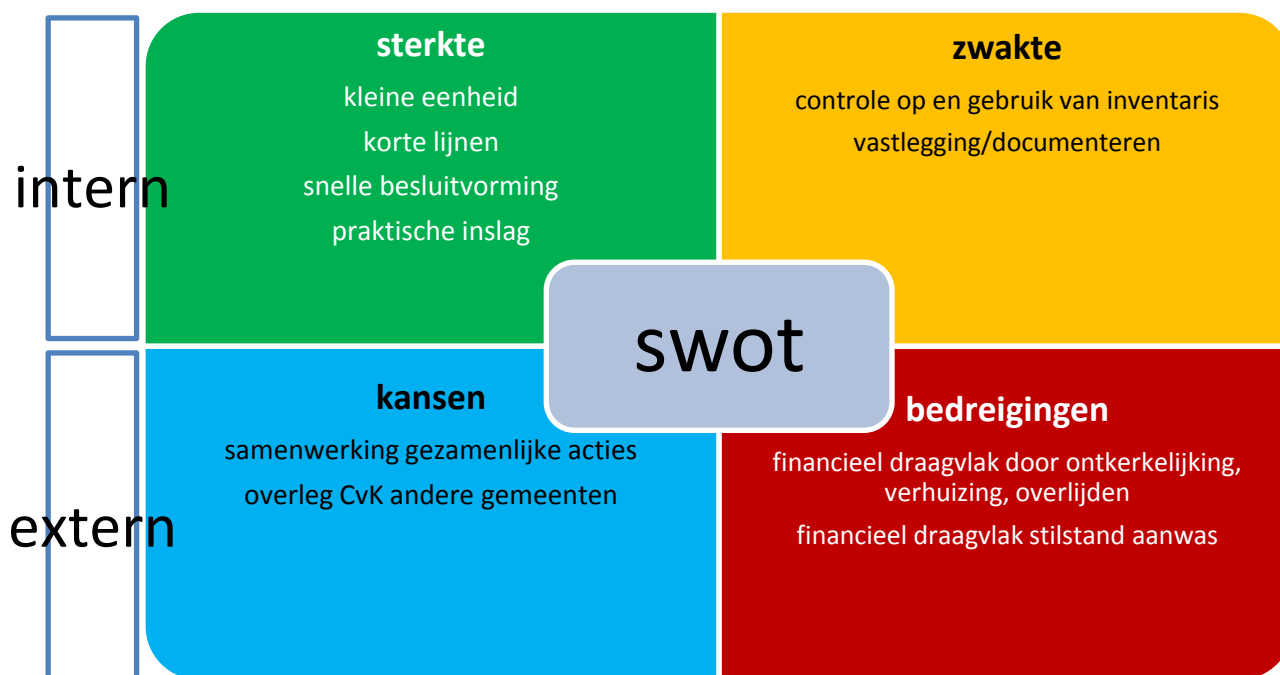 intern
sterkte
kleine eenheid
korte lijnen
snelle besluitvorming
praktische inslag
zwakte
controle op en gebruik van inventaris
vastlegging/documenteren
swot
extern
kansen
samenwerking gezamenlijke acties
overleg CvK andere gemeenten
bedreigingen
financieel draagvlak door ontkerkelijking,
verhuizing, overlijden
financieel draagvlak stilstand aanwas